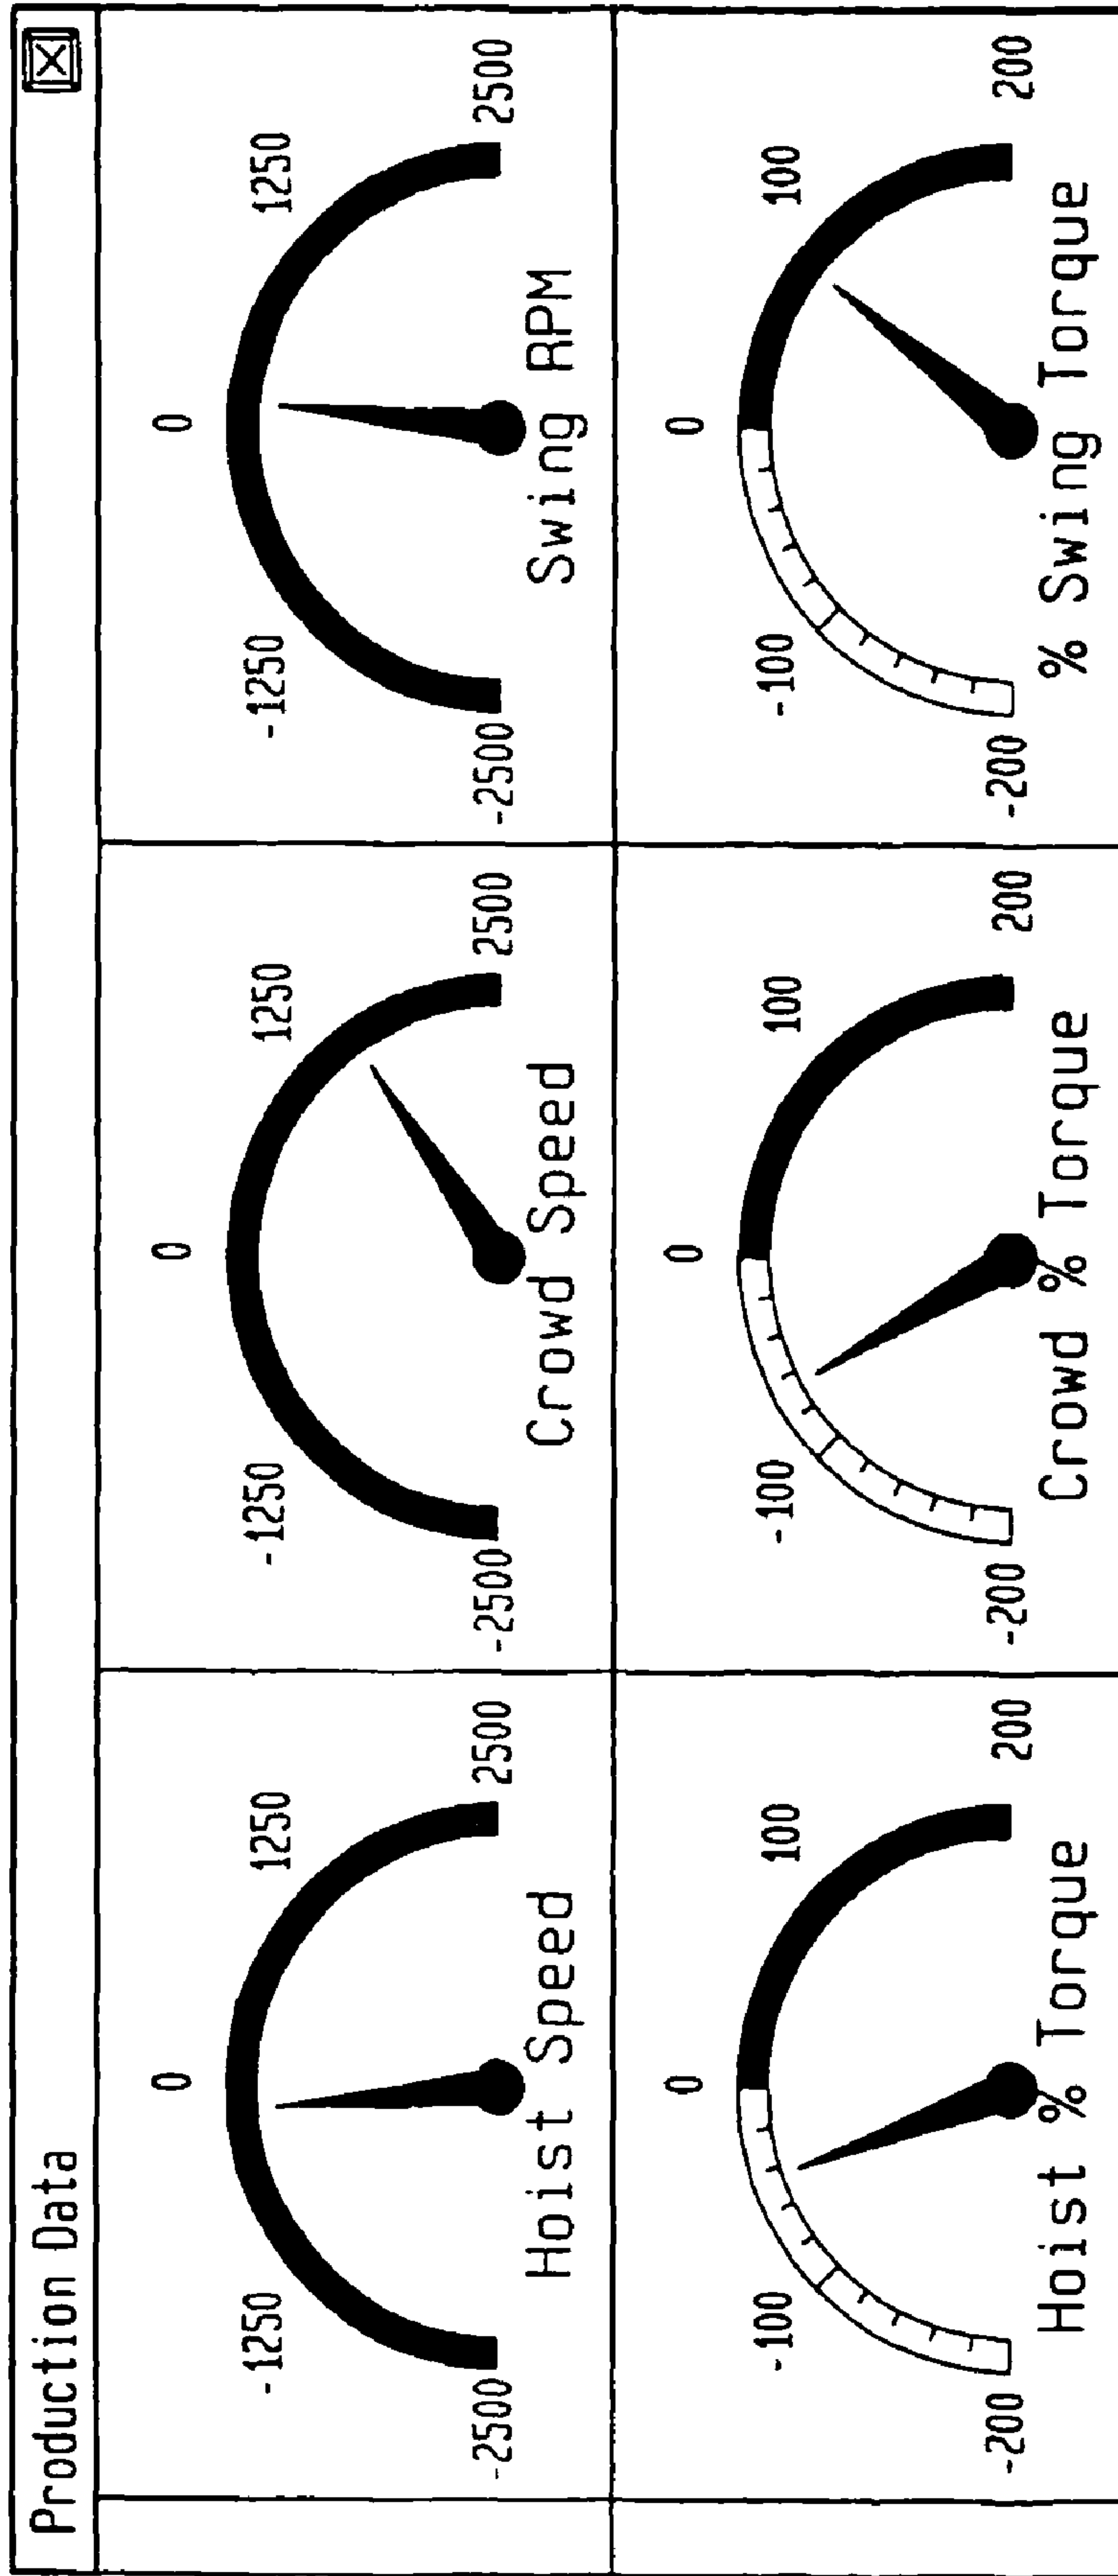 Production Data
0
-1250 1250
-2500 2500
Hoist Speed
0
-1250 1250
-2500 2500
Crowd Speed
0
-1250 1250
-2500 2500
Swing RPM
0
-100 100
-200 200
Hoist % Torque
0
-100 100
-200 200
Crowd % Torque
0
-100 100
-200 200
% Swing Torque